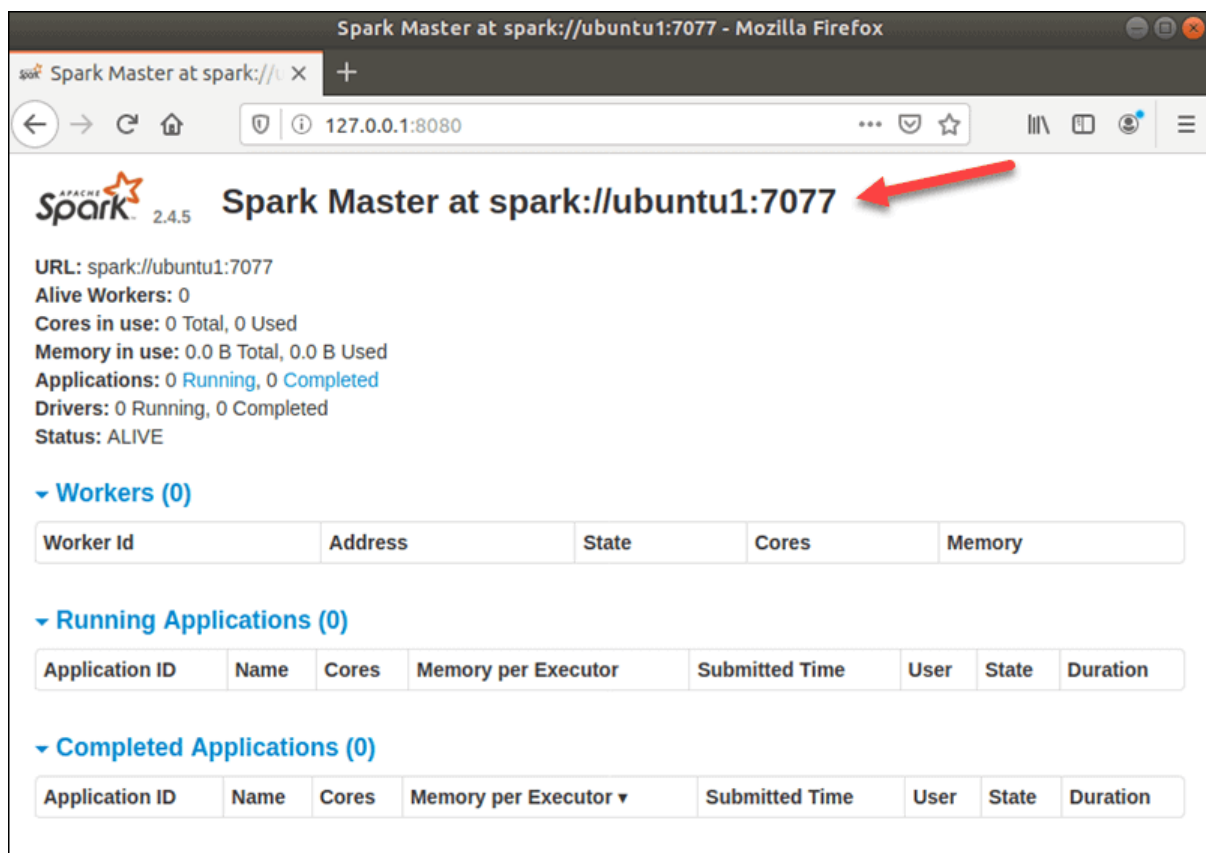 Spark Master at spark://ubuntu1:7077 - Mozilla Firefox
Spark Master at spark://u
127.0.0.1:8080
APACHE Spark 2.4.5 Spark Master at spark://ubuntu1:7077
URL: spark://ubuntu1:7077
Alive Workers: 0
Cores in use: 0 Total, 0 Used
Memory in use: 0.0 B Total, 0.0 B Used
Applications: 0 Running, 0 Completed
Drivers: 0 Running, 0 Completed
Status: ALIVE
Workers (0)
Worker Id Address State Cores Memory
Running Applications (0)
Application ID Name Cores Memory per Executor Submitted Time User State Duration
Completed Applications (0)
Application ID Name Cores Memory per Executor ▾ Submitted Time User State Duration